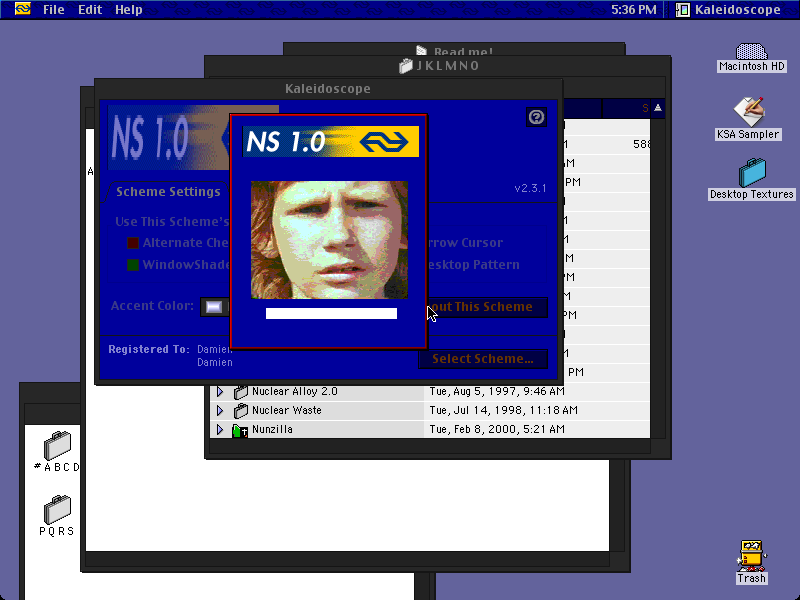 File Edit Help
5:36 PM
Kaleidoscope
Read me!
JKLMNO
Kaleidoscope
Macintosh HD
KSA Sampler
Desktop Textures
Trash
NS 1.0
NS 1.0
v2.3.1
S
588
Scheme Settings
Use This Scheme's
Alternate Che
rrow Cursor
WindowShade
esktop Pattern
Accent Color:
out This Scheme
Registered To: Damien
Damien
Select Scheme...
PM
PM
Nuclear Alloy 2.0 Tue, Aug 5, 1997, 9:46 AM
Nuclear Waste Tue, Jul 14, 1998, 11:18 AM
Nunzilla Tue, Feb 8, 2000, 5:21 AM
A
#ABCD
PQRS